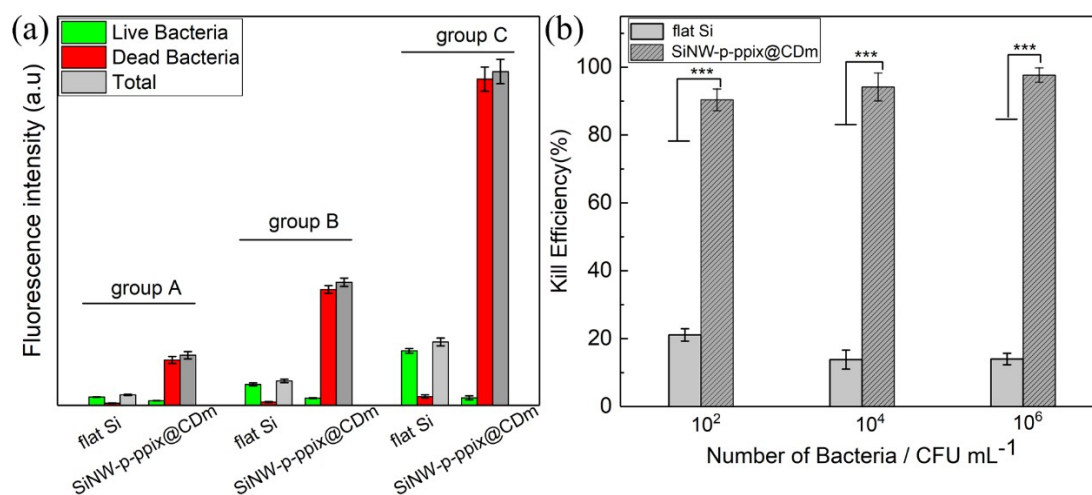 (a)
Live Bacteria
Dead Bacteria
Total
group A
group B
group C
Fluorescence intensity (a.u)
flat Si
SiNW-p-ppix@CDm
flat Si
SiNW-p-ppix@CDm
flat Si
SiNW-p-ppix@CDm
(b)
flat Si
SiNW-p-ppix@CDm
***
***
***
Kill Efficiency(%)
100
80
60
40
20
0
10²
10⁴
10⁶
Number of Bacteria / CFU mL⁻¹